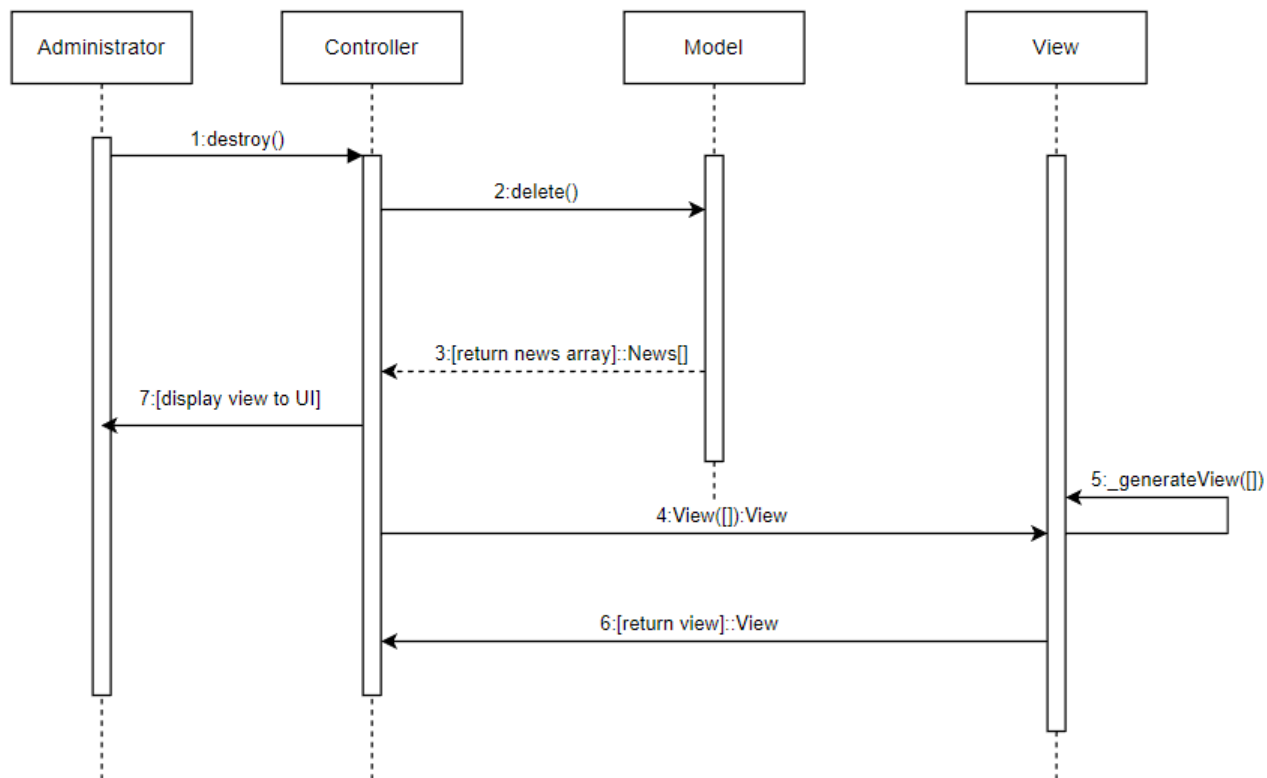 Administrator
Controller
Model
View
1:destroy()
2:delete()
3:[return news array]::News[]
7:[display view to UI]
5:_generateView([])
4:View([]):View
6:[return view]::View